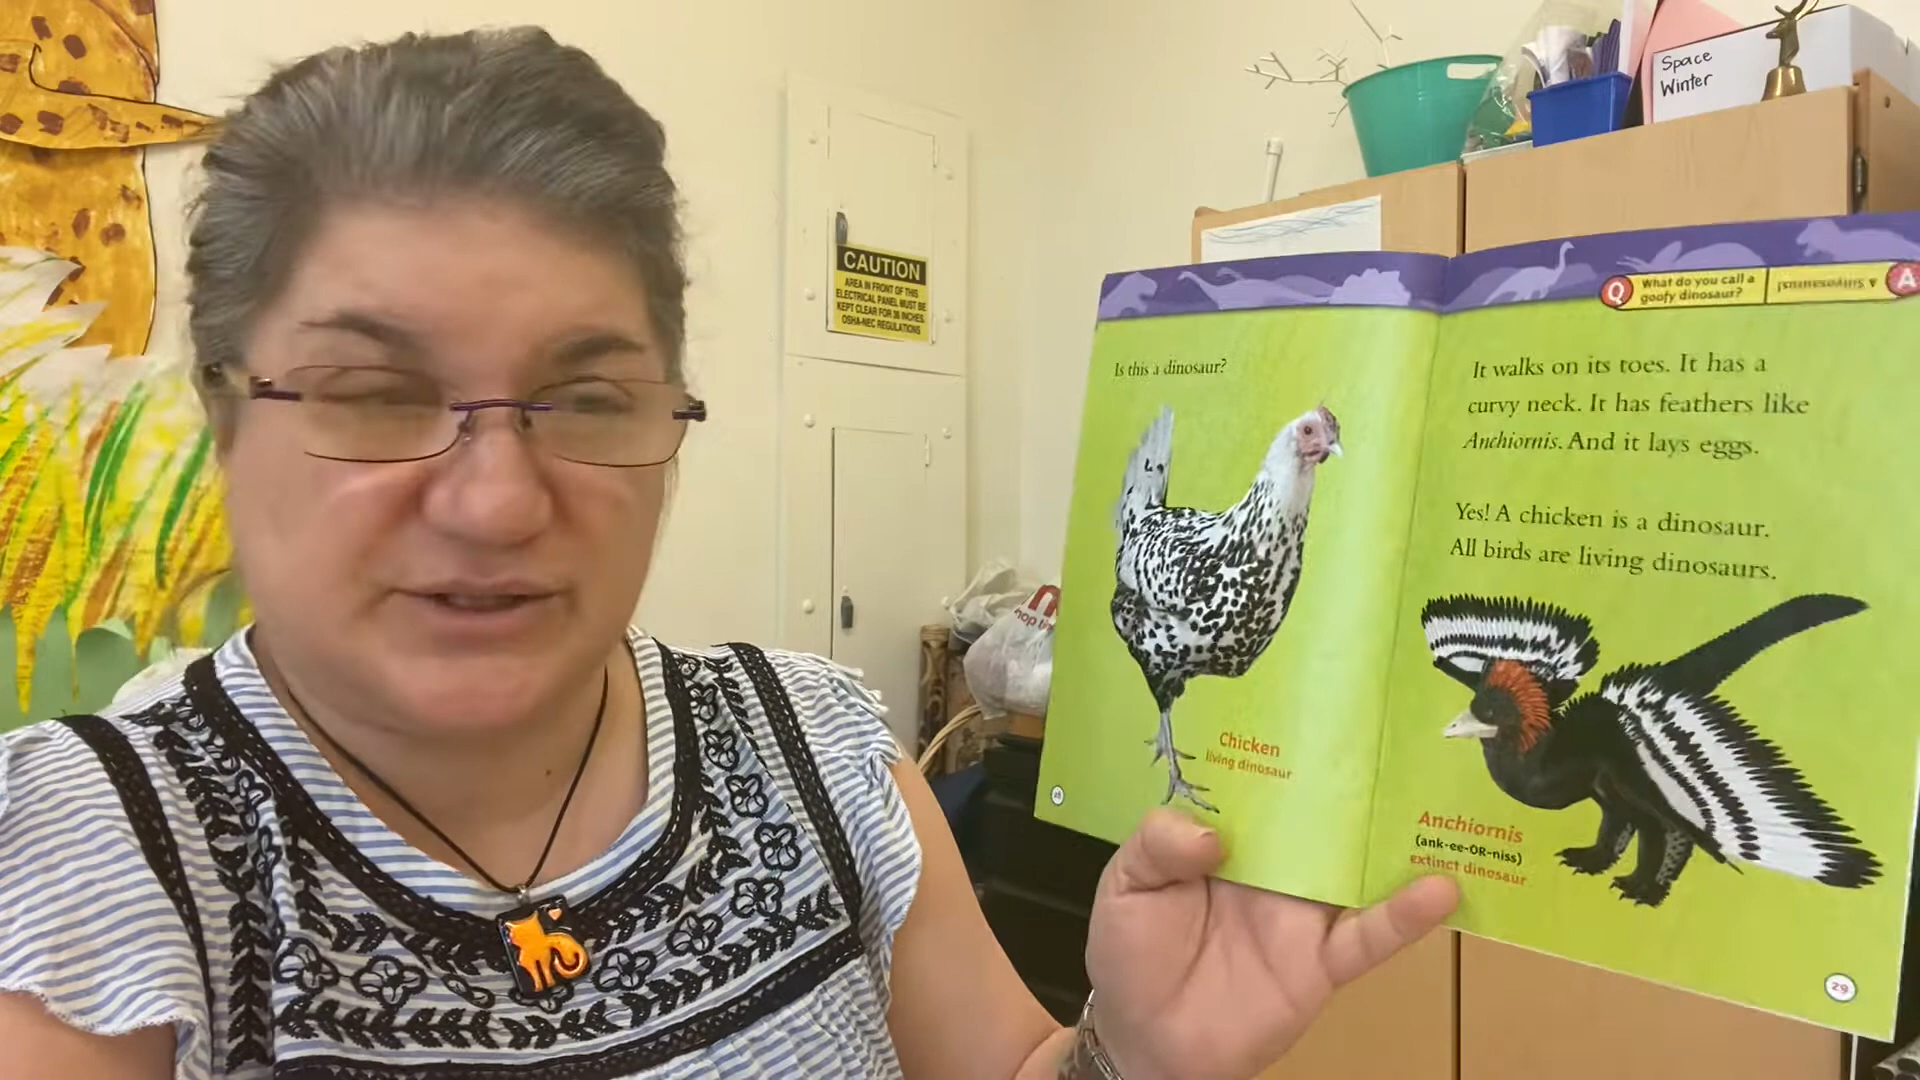 Space
Winter
CAUTION
AREA IN FRONT OF THIS
ELECTRICAL PANEL MUST BE
KEPT CLEAR FOR 36 INCHES.
OSHA-NEC REGULATIONS
Q
What do you call a
goofy dinosaur?
A Sillyosaurus!
A
Is this a dinosaur?
Chicken
living dinosaur
28
It walks on its toes. It has a
curvy neck. It has feathers like
Anchiornis. And it lays eggs.
Yes! A chicken is a dinosaur.
All birds are living dinosaurs.
Anchiornis
(ank-ee-OR-niss)
extinct dinosaur
29